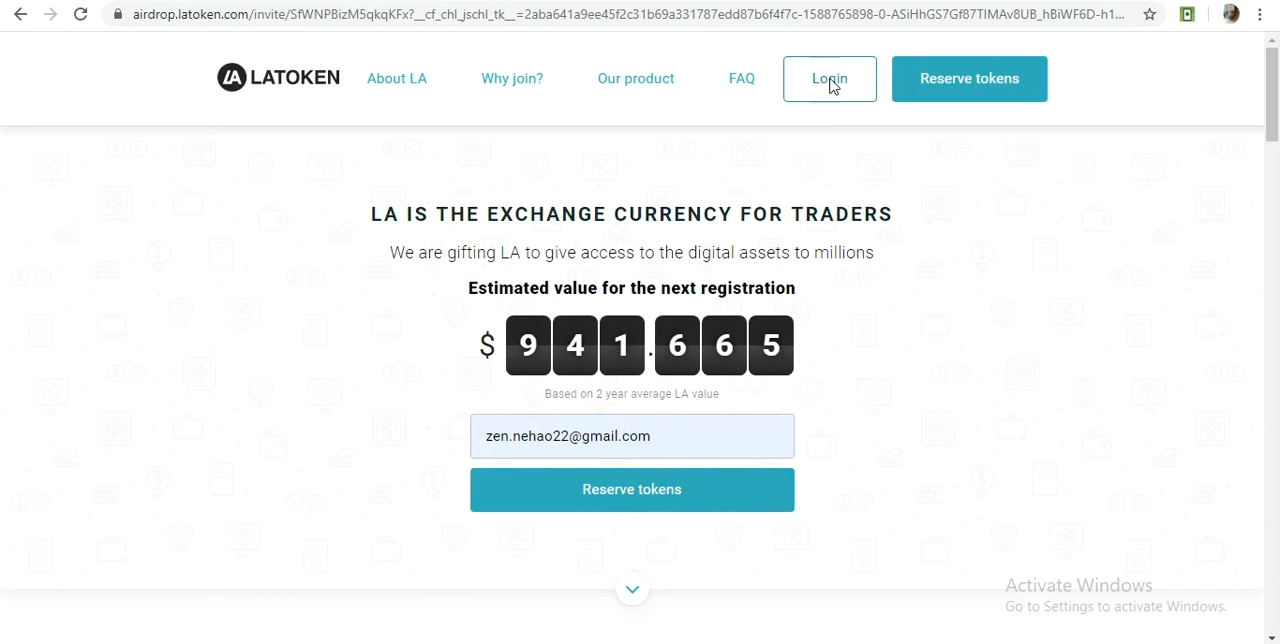 airdrop.latoken.com/invite/SfWNPBizM5qkqKFx?__cf_chl_jschl_tk__=2aba641a9ee45f2c31b69a331787edd87b6f4f7c-1588765898-0-ASiHhGS7Gf87TIMAv8UB_hBiWF6D-h1...
LATOKEN About LA Why join? Our product FAQ Login Reserve tokens
LA IS THE EXCHANGE CURRENCY FOR TRADERS
We are gifting LA to give access to the digital assets to millions
Estimated value for the next registration
$ 941.665
Based on 2 year average LA value
zen.nehao22@gmail.com
Reserve tokens
Activate Windows
Go to Settings to activate Windows.